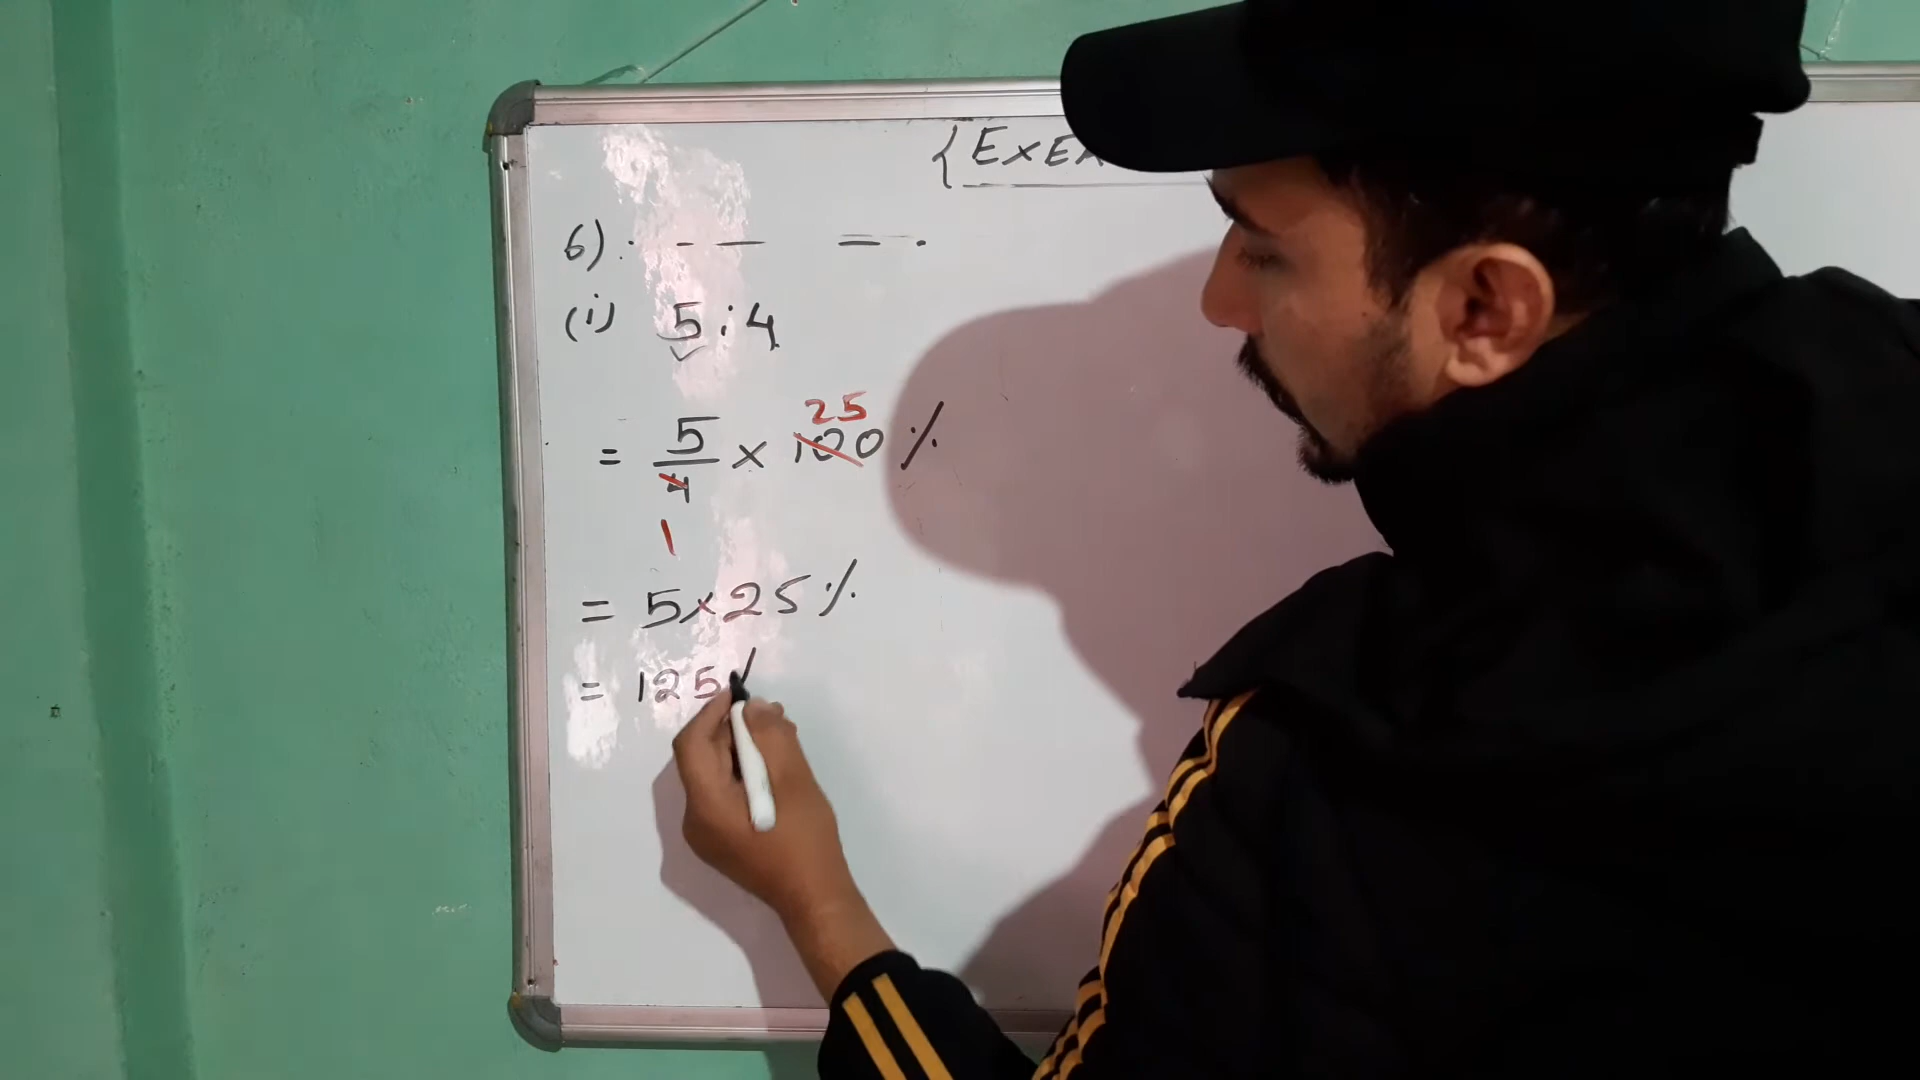 { EXE
6) . - — = .
(i) 5 : 4
= 5/4 × 100 %
25
1
= 5×25%
= 125%